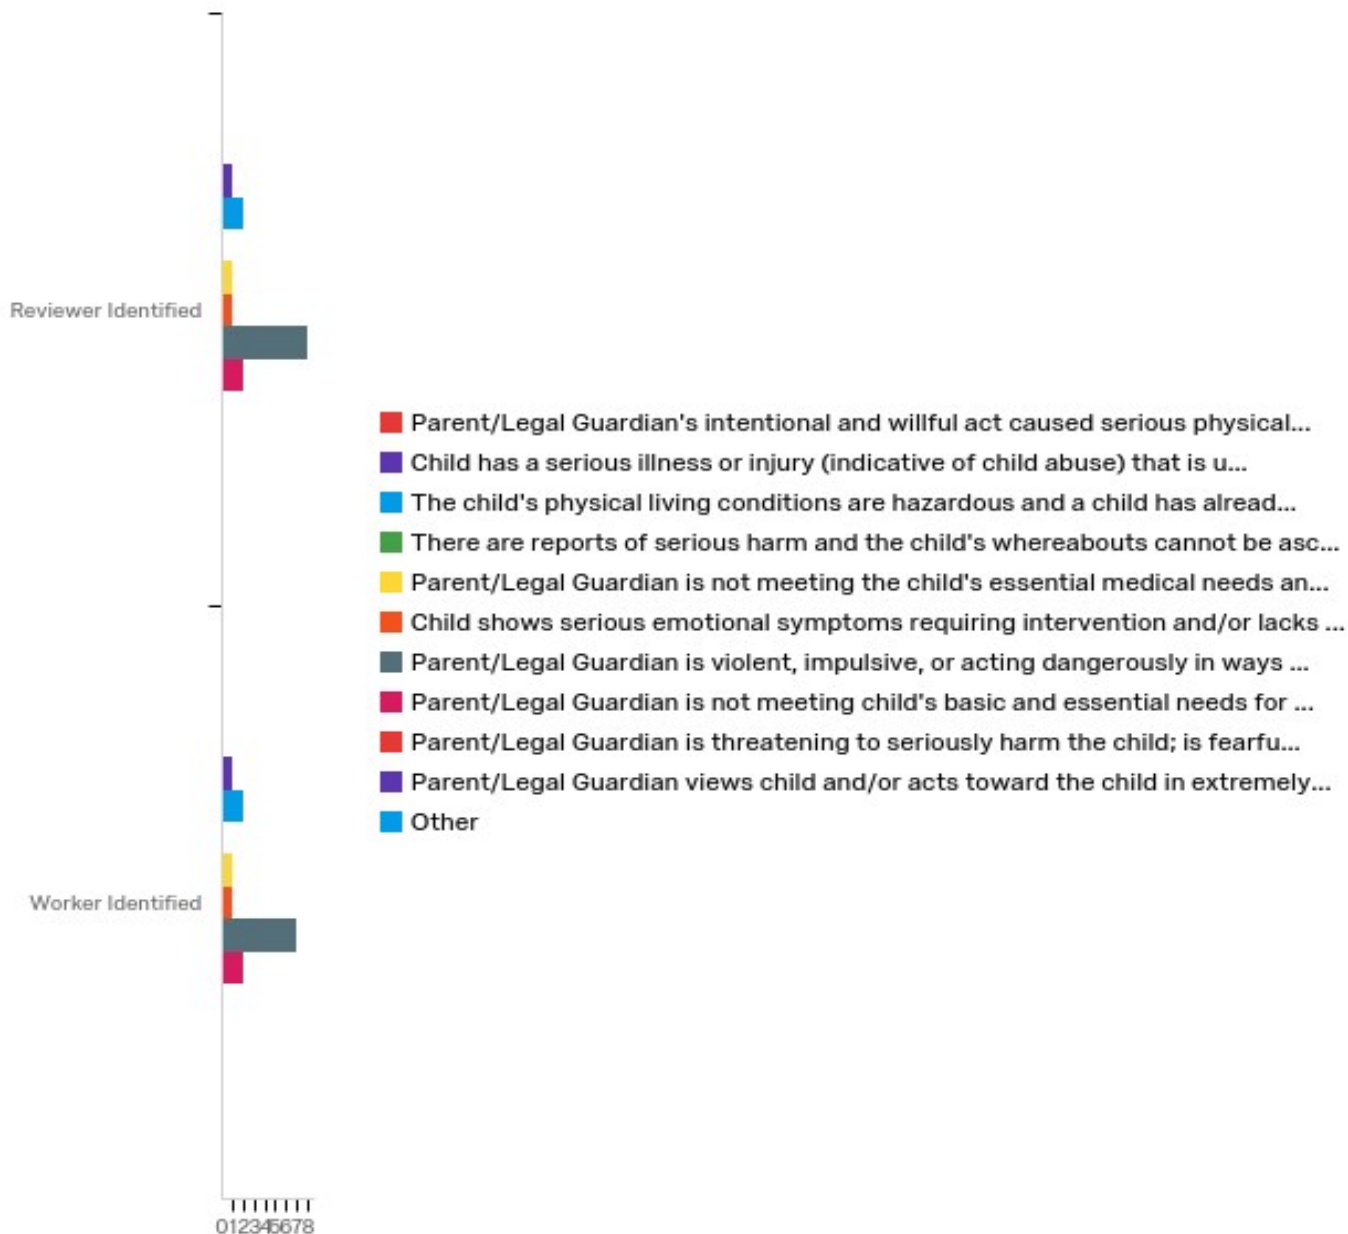 Reviewer Identified
Parent/Legal Guardian's intentional and willful act caused serious physical...
Child has a serious illness or injury (indicative of child abuse) that is u...
The child's physical living conditions are hazardous and a child has alread...
There are reports of serious harm and the child's whereabouts cannot be asc...
Parent/Legal Guardian is not meeting the child's essential medical needs an...
Child shows serious emotional symptoms requiring intervention and/or lacks ...
Parent/Legal Guardian is violent, impulsive, or acting dangerously in ways ...
Parent/Legal Guardian is not meeting child's basic and essential needs for ...
Parent/Legal Guardian is threatening to seriously harm the child; is fearfu...
Parent/Legal Guardian views child and/or acts toward the child in extremely...
Other
Worker Identified
012345678